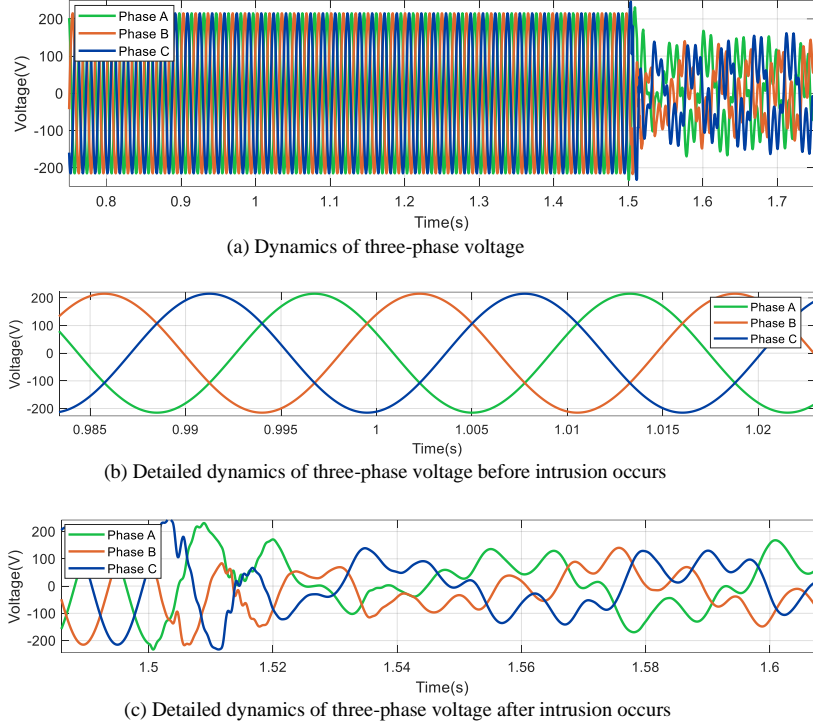 200
100
0
-100
-200
Voltage(V)
Phase A
Phase B
Phase C
0.8 0.9 1 1.1 1.2 1.3 1.4 1.5 1.6 1.7
Time(s)
(a) Dynamics of three-phase voltage
200
100
0
-100
-200
Voltage(V)
Phase A
Phase B
Phase C
0.985 0.99 0.995 1 1.005 1.01 1.015 1.02
Time(s)
(b) Detailed dynamics of three-phase voltage before intrusion occurs
200
100
0
-100
-200
Voltage(V)
Phase A
Phase B
Phase C
1.5 1.52 1.54 1.56 1.58 1.6
Time(s)
(c) Detailed dynamics of three-phase voltage after intrusion occurs